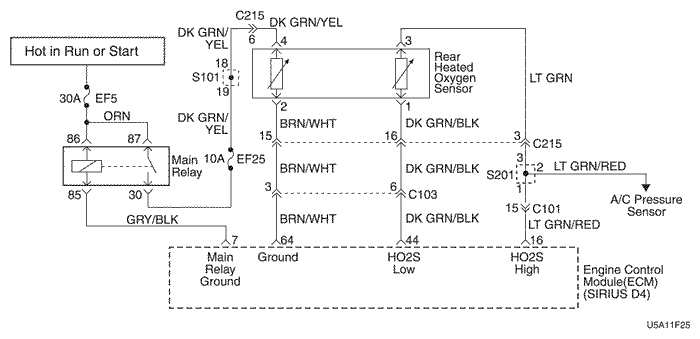 C215
DK GRN/YEL
DK GRN/
YEL
6
4
3
Hot in Run or Start
18
S101
19
Rear
Heated
Oxygen
Sensor
LT GRN
30A
EF5
2
1
ORN
DK GRN/
YEL
BRN/WHT
DK GRN/BLK
86
87
15
16
3
C215
Main
Relay
10A
EF25
BRN/WHT
DK GRN/BLK
3
2
LT GRN/RED
S201
1
A/C Pressure
Sensor
85
30
3
6
C103
15
C101
GRY/BLK
BRN/WHT
DK GRN/BLK
LT GRN/RED
7
64
44
16
Main
Relay
Ground
Ground
HO2S
Low
HO2S
High
Engine Control
Module(ECM)
(SIRIUS D4)
U5A11F25